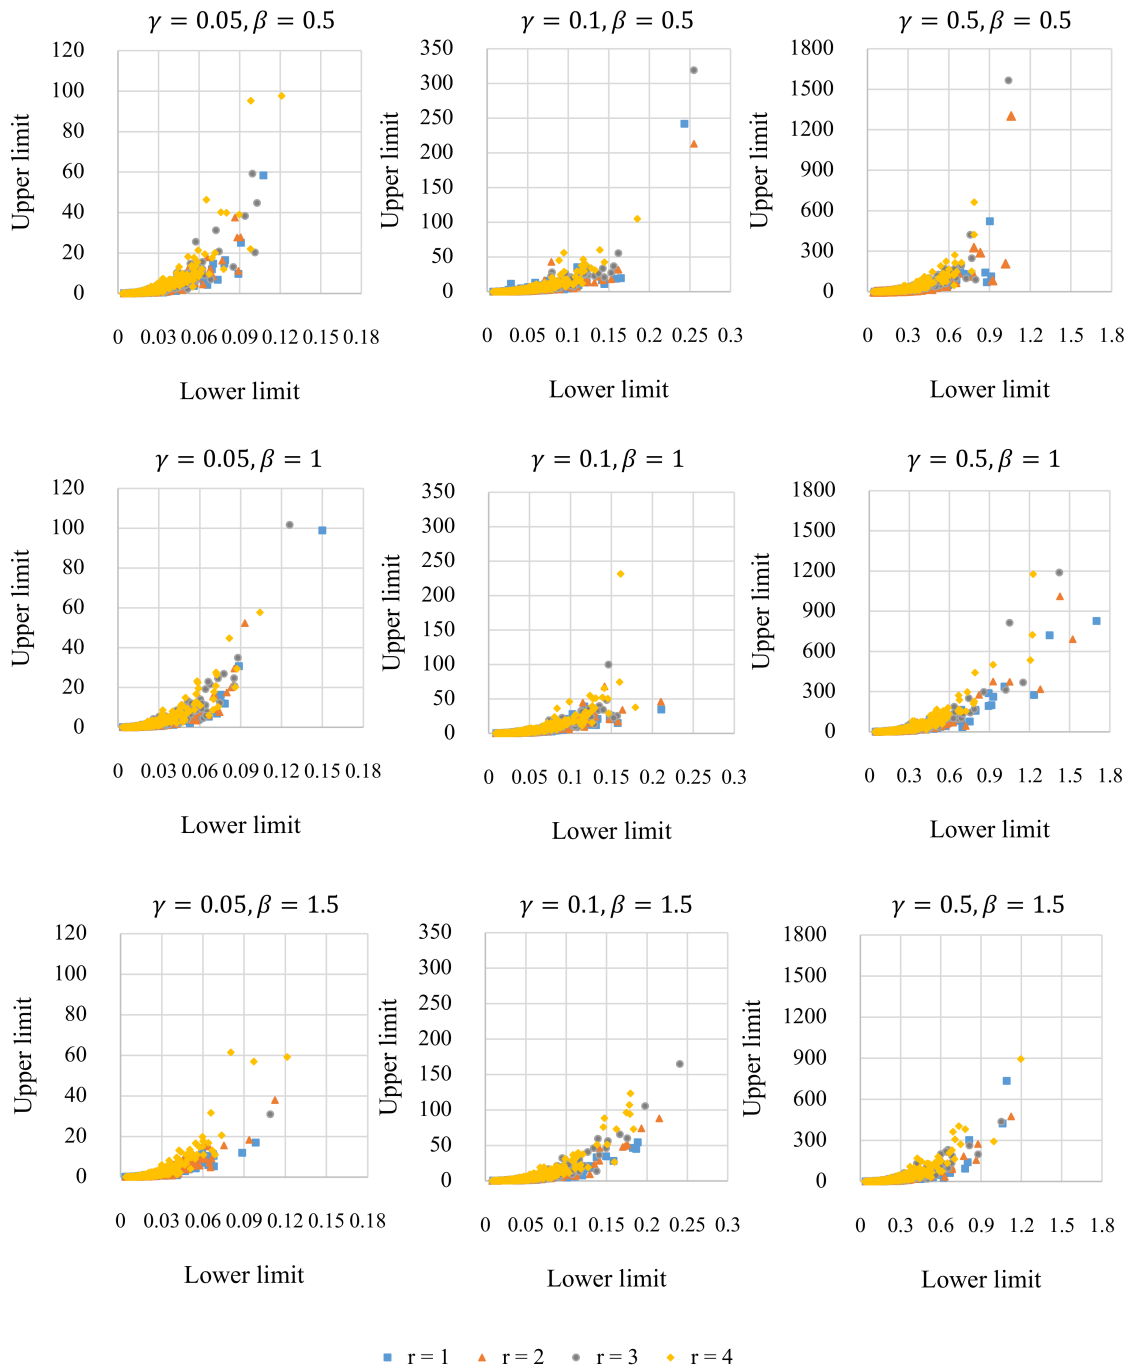 γ = 0.05, β = 0.5
γ = 0.1, β = 0.5
γ = 0.5, β = 0.5
Upper limit
120
100
80
60
40
20
0
0 0.03 0.06 0.09 0.12 0.15 0.18
Lower limit
Upper limit
350
300
250
200
150
100
50
0
0 0.05 0.1 0.15 0.2 0.25 0.3
Lower limit
Upper limit
1800
1500
1200
900
600
300
0
0 0.3 0.6 0.9 1.2 1.5 1.8
Lower limit
γ = 0.05, β = 1
γ = 0.1, β = 1
γ = 0.5, β = 1
Upper limit
120
100
80
60
40
20
0
0 0.03 0.06 0.09 0.12 0.15 0.18
Lower limit
Upper limit
350
300
250
200
150
100
50
0
0 0.05 0.1 0.15 0.2 0.25 0.3
Lower limit
Upper limit
1800
1500
1200
900
600
300
0
0 0.3 0.6 0.9 1.2 1.5 1.8
Lower limit
γ = 0.05, β = 1.5
γ = 0.1, β = 1.5
γ = 0.5, β = 1.5
Upper limit
120
100
80
60
40
20
0
0 0.03 0.06 0.09 0.12 0.15 0.18
Lower limit
Upper limit
350
300
250
200
150
100
50
0
0 0.05 0.1 0.15 0.2 0.25 0.3
Lower limit
Upper limit
1800
1500
1200
900
600
300
0
0 0.3 0.6 0.9 1.2 1.5 1.8
Lower limit
r = 1 r = 2 r = 3 r = 4